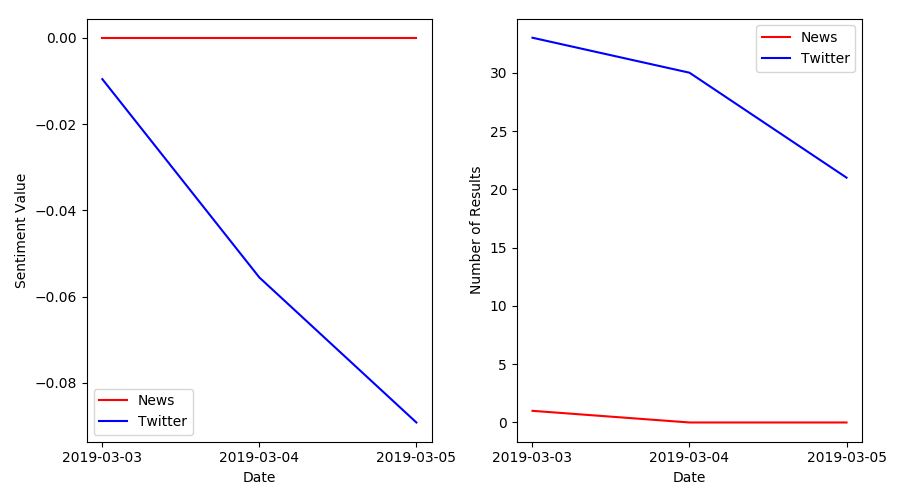 0.00
−0.02
−0.04
−0.06
−0.08
Sentiment Value
News
Twitter
2019-03-03 2019-03-04 2019-03-05
Date
News
Twitter
30
25
20
15
10
5
0
Number of Results
2019-03-03 2019-03-04 2019-03-05
Date